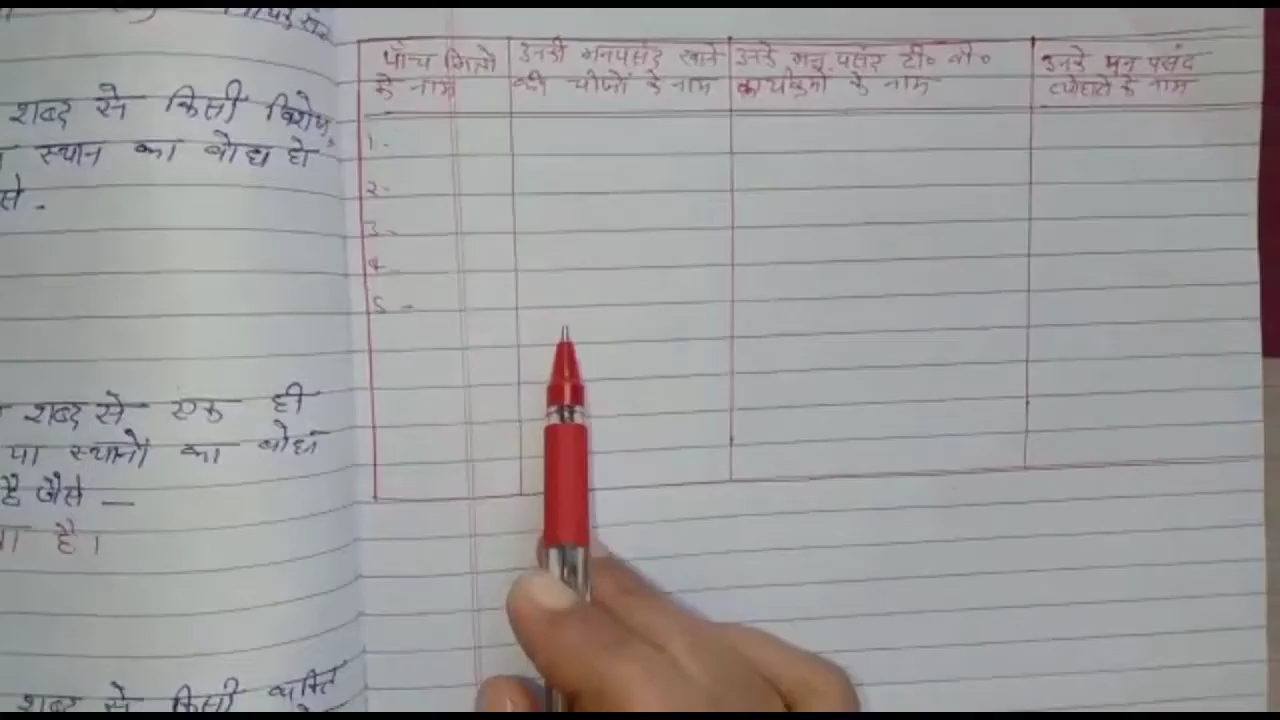 शब्द से किसी विशेष,
स्थान का बोध हो
से -
शब्द से एक ही
या स्थानों का बोध
है जैसे —
है।
शब्द से किसी व्यक्ति
पाँच मित्रों के नाम
उनकी मनपसंद खाने की चीजों के नाम
उनके मन पसंद टी० वी० कार्यक्रमों के नाम
उनके मन पसंद त्योहारों के नाम
1-
2-
3-
4-
5-